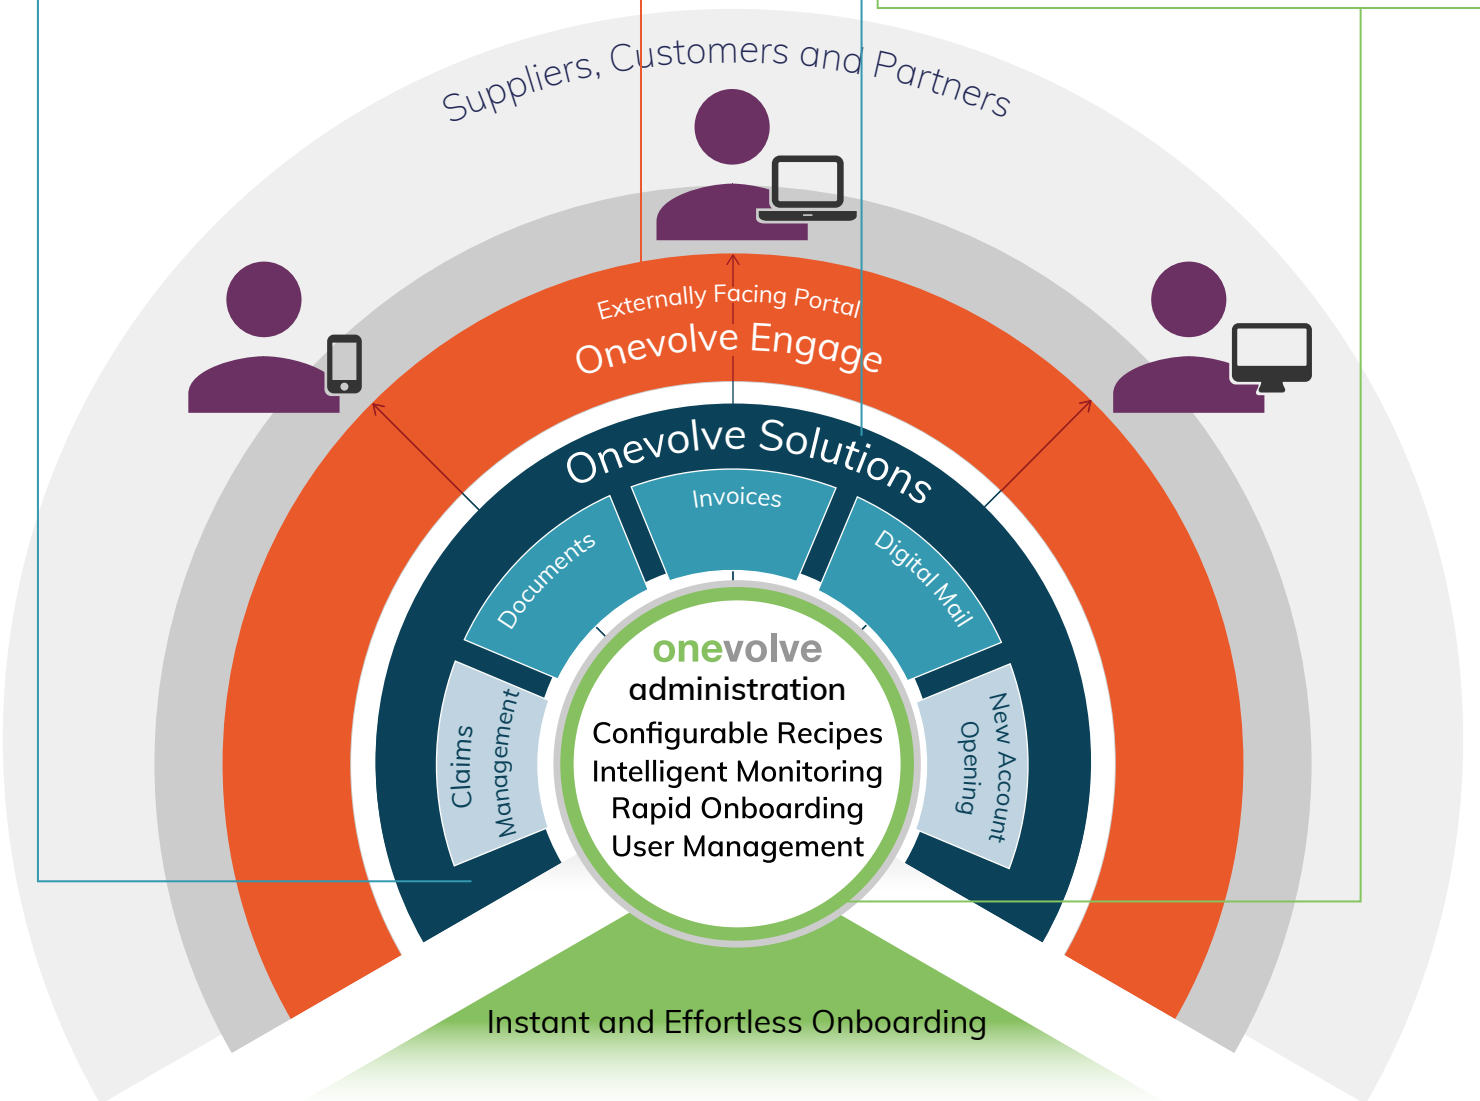 Suppliers, Customers and Partners
Externally Facing Portal
Onevolve Engage
Onevolve Solutions
Invoices
Documents
Digital Mail
Claims
Management
New Account
Opening
onevolve
administration
Configurable Recipes
Intelligent Monitoring
Rapid Onboarding
User Management
Instant and Effortless Onboarding